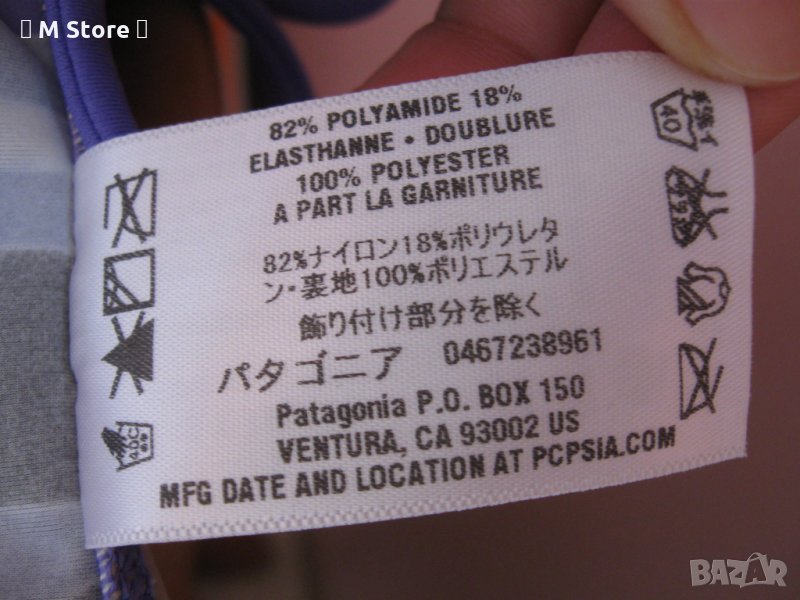 M Store
82% POLYAMIDE 18%
ELASTHANNE • DOUBLURE
100% POLYESTER
A PART LA GARNITURE
82%ナイロン18%ポリウレタ
ン・裏地100%ポリエステル
飾り付け部分を除く
パタゴニア 0467238961
Patagonia P.O. BOX 150
VENTURA, CA 93002 US
MFG DATE AND LOCATION AT PCPSIA.COM
40
40C
BAZAR